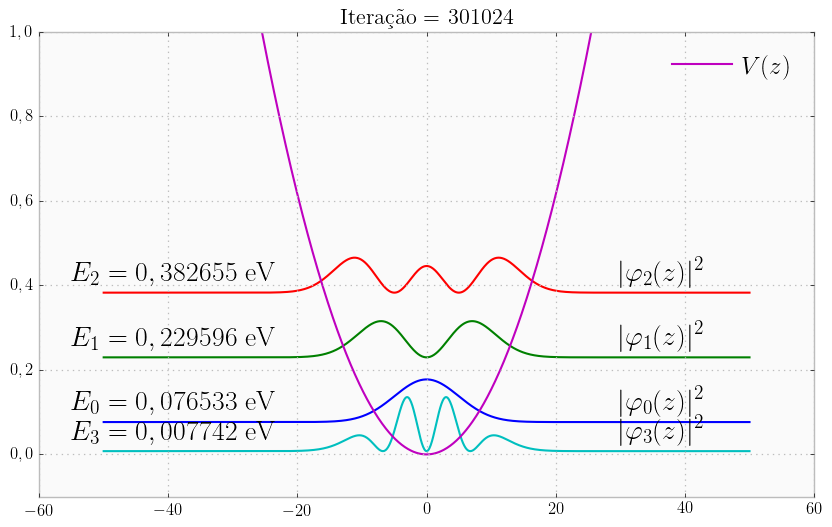 Iteração = 301024
1,0
V(z)
0,8
0,6
E₂ = 0,382655 eV
|φ₂(z)|²
0,4
E₁ = 0,229596 eV
|φ₁(z)|²
0,2
E₀ = 0,076533 eV
|φ₀(z)|²
E₃ = 0,007742 eV
|φ₃(z)|²
0,0
−60 −40 −20 0 20 40 60